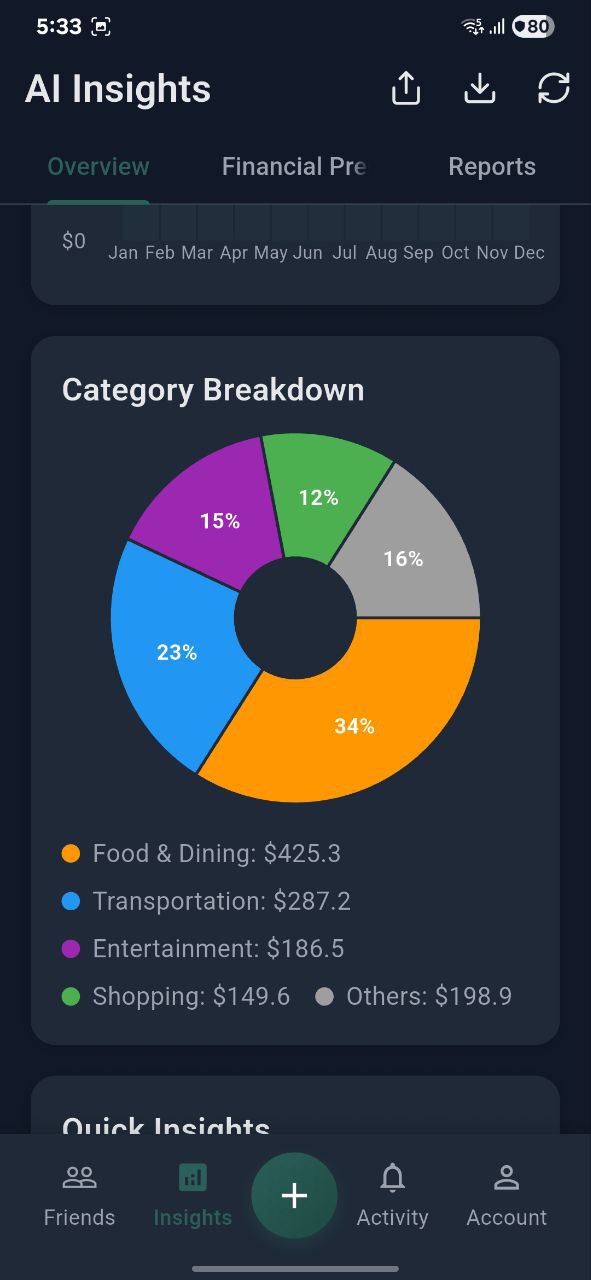 5:33 5 80
AI Insights
Overview Financial Pre Reports
$0
Jan Feb Mar Apr May Jun Jul Aug Sep Oct Nov Dec
Category Breakdown
12%
15%
16%
23%
34%
Food & Dining: $425.3
Transportation: $287.2
Entertainment: $186.5
Shopping: $149.6 Others: $198.9
Quick Insights
Friends Insights Activity Account